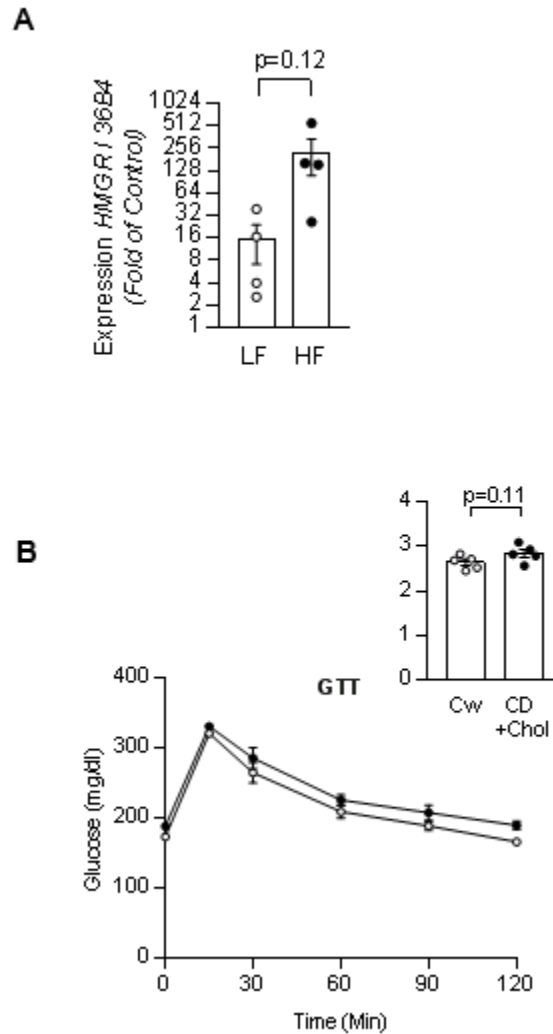 A
p=0.12
Expression HMGR I 36B4
(Fold of Control)
1024
512
256
128
64
32
16
8
4
2
1
LF HF
B
p=0.11
4
3
2
1
0
Cw CD
+Chol
GTT
Glucose (mg/dl)
400
300
200
100
0
0 30 60 90 120
Time (Min)